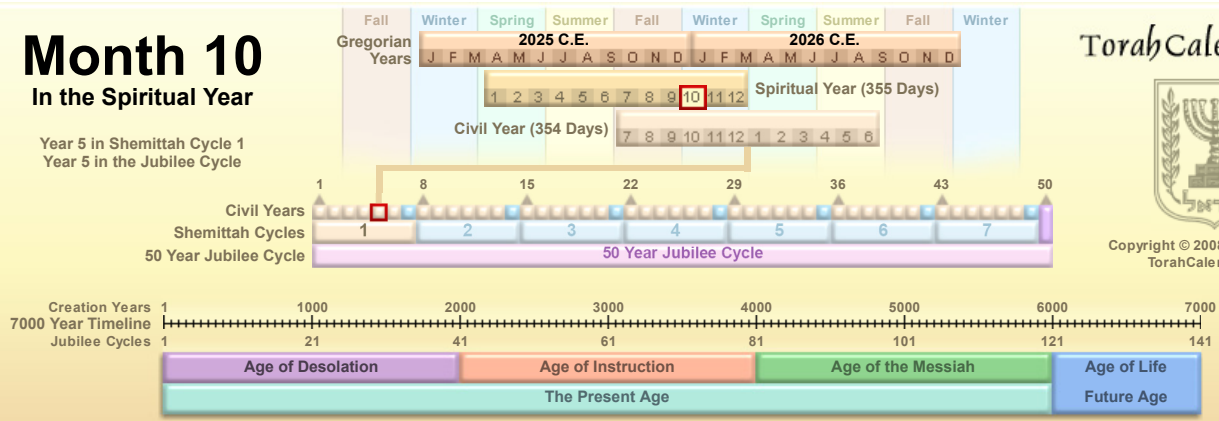 Fall Winter Spring Summer Fall Winter Spring Summer Fall Winter
Month 10
In the Spiritual Year
Year 5 in Shemittah Cycle 1
Year 5 in the Jubilee Cycle
Gregorian Years
2025 C.E. 2026 C.E.
J F M A M J J A S O N D J F M A M J J A S O N D
1 2 3 4 5 6 7 8 9 10 11 12 Spiritual Year (355 Days)
Civil Year (354 Days) 7 8 9 10 11 12 1 2 3 4 5 6
1 8 15 22 29 36 43 50
Civil Years
Shemittah Cycles 1 2 3 4 5 6 7
50 Year Jubilee Cycle 50 Year Jubilee Cycle
Copyright © 2008
TorahCale
Creation Years 1 1000 2000 3000 4000 5000 6000 7000
7000 Year Timeline
Jubilee Cycles 1 21 41 61 81 101 121 141
Age of Desolation Age of Instruction Age of the Messiah Age of Life
The Present Age Future Age